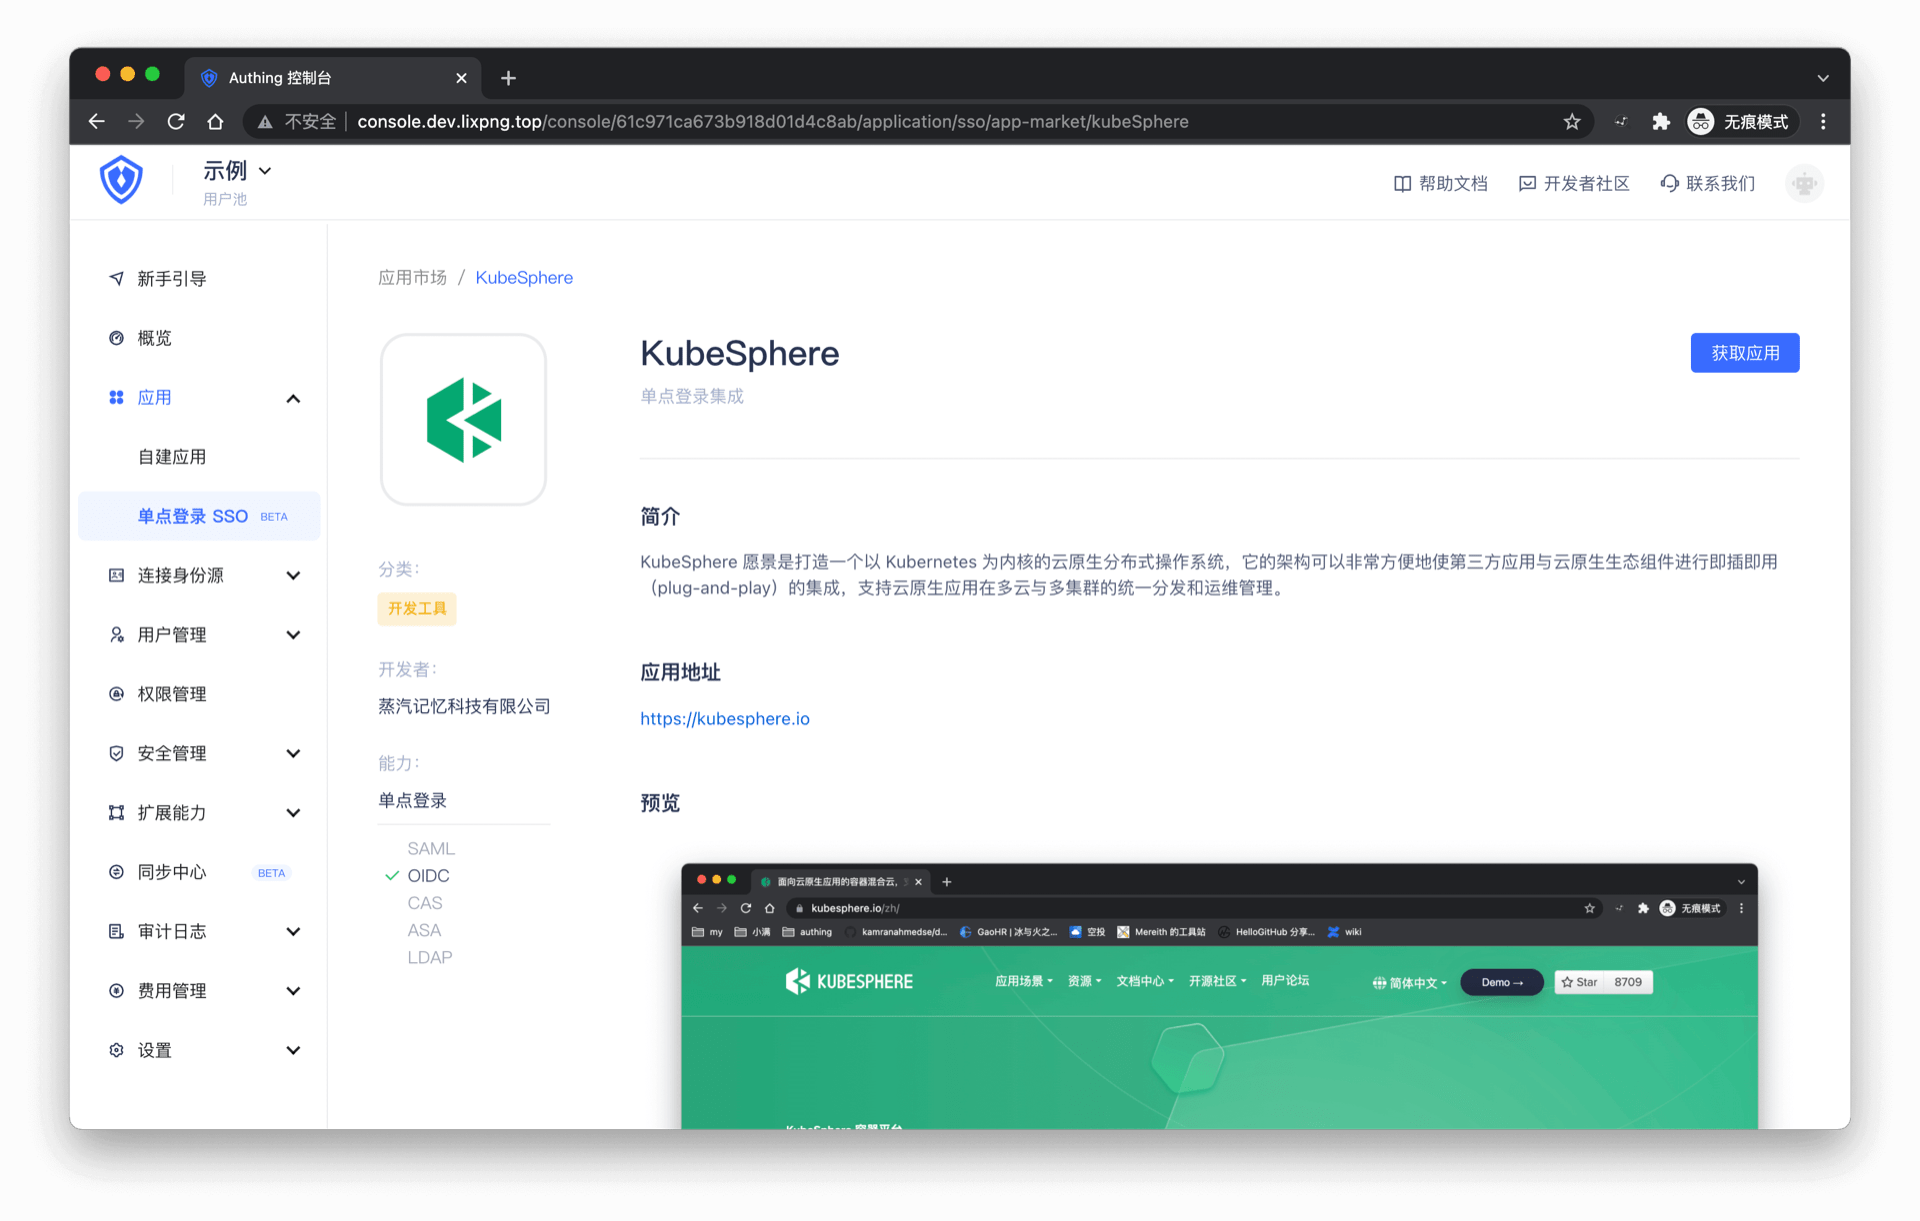 Authing 控制台
不安全
console.dev.lixpng.top/console/61c971ca673b918d01d4c8ab/application/sso/app-market/kubeSphere
无痕模式
示例
用户池
帮助文档
开发者社区
联系我们
新手引导
概览
应用
自建应用
单点登录 SSO BETA
连接身份源
用户管理
权限管理
安全管理
扩展能力
同步中心 BETA
审计日志
费用管理
设置
应用市场 / KubeSphere
KubeSphere
单点登录集成
获取应用
分类：
开发工具
开发者：
蒸汽记忆科技有限公司
能力：
单点登录
SAML
OIDC
CAS
ASA
LDAP
简介
KubeSphere 愿景是打造一个以 Kubernetes 为内核的云原生分布式操作系统，它的架构可以非常方便地使第三方应用与云原生生态组件进行即插即用
（plug-and-play）的集成，支持云原生应用在多云与多集群的统一分发和运维管理。
应用地址
https://kubesphere.io
预览
面向云原生应用的容器混合云，
kubesphere.io/zh/
无痕模式
my
小满
authing
kamranahmedse/d...
GaoHR | 冰与火之...
空投
Mereith 的工具站
HelloGitHub 分享...
wiki
KUBESPHERE
应用场景
资源
文档中心
开源社区
用户论坛
简体中文
Demo →
Star 8709
KubeSphere 容器平台